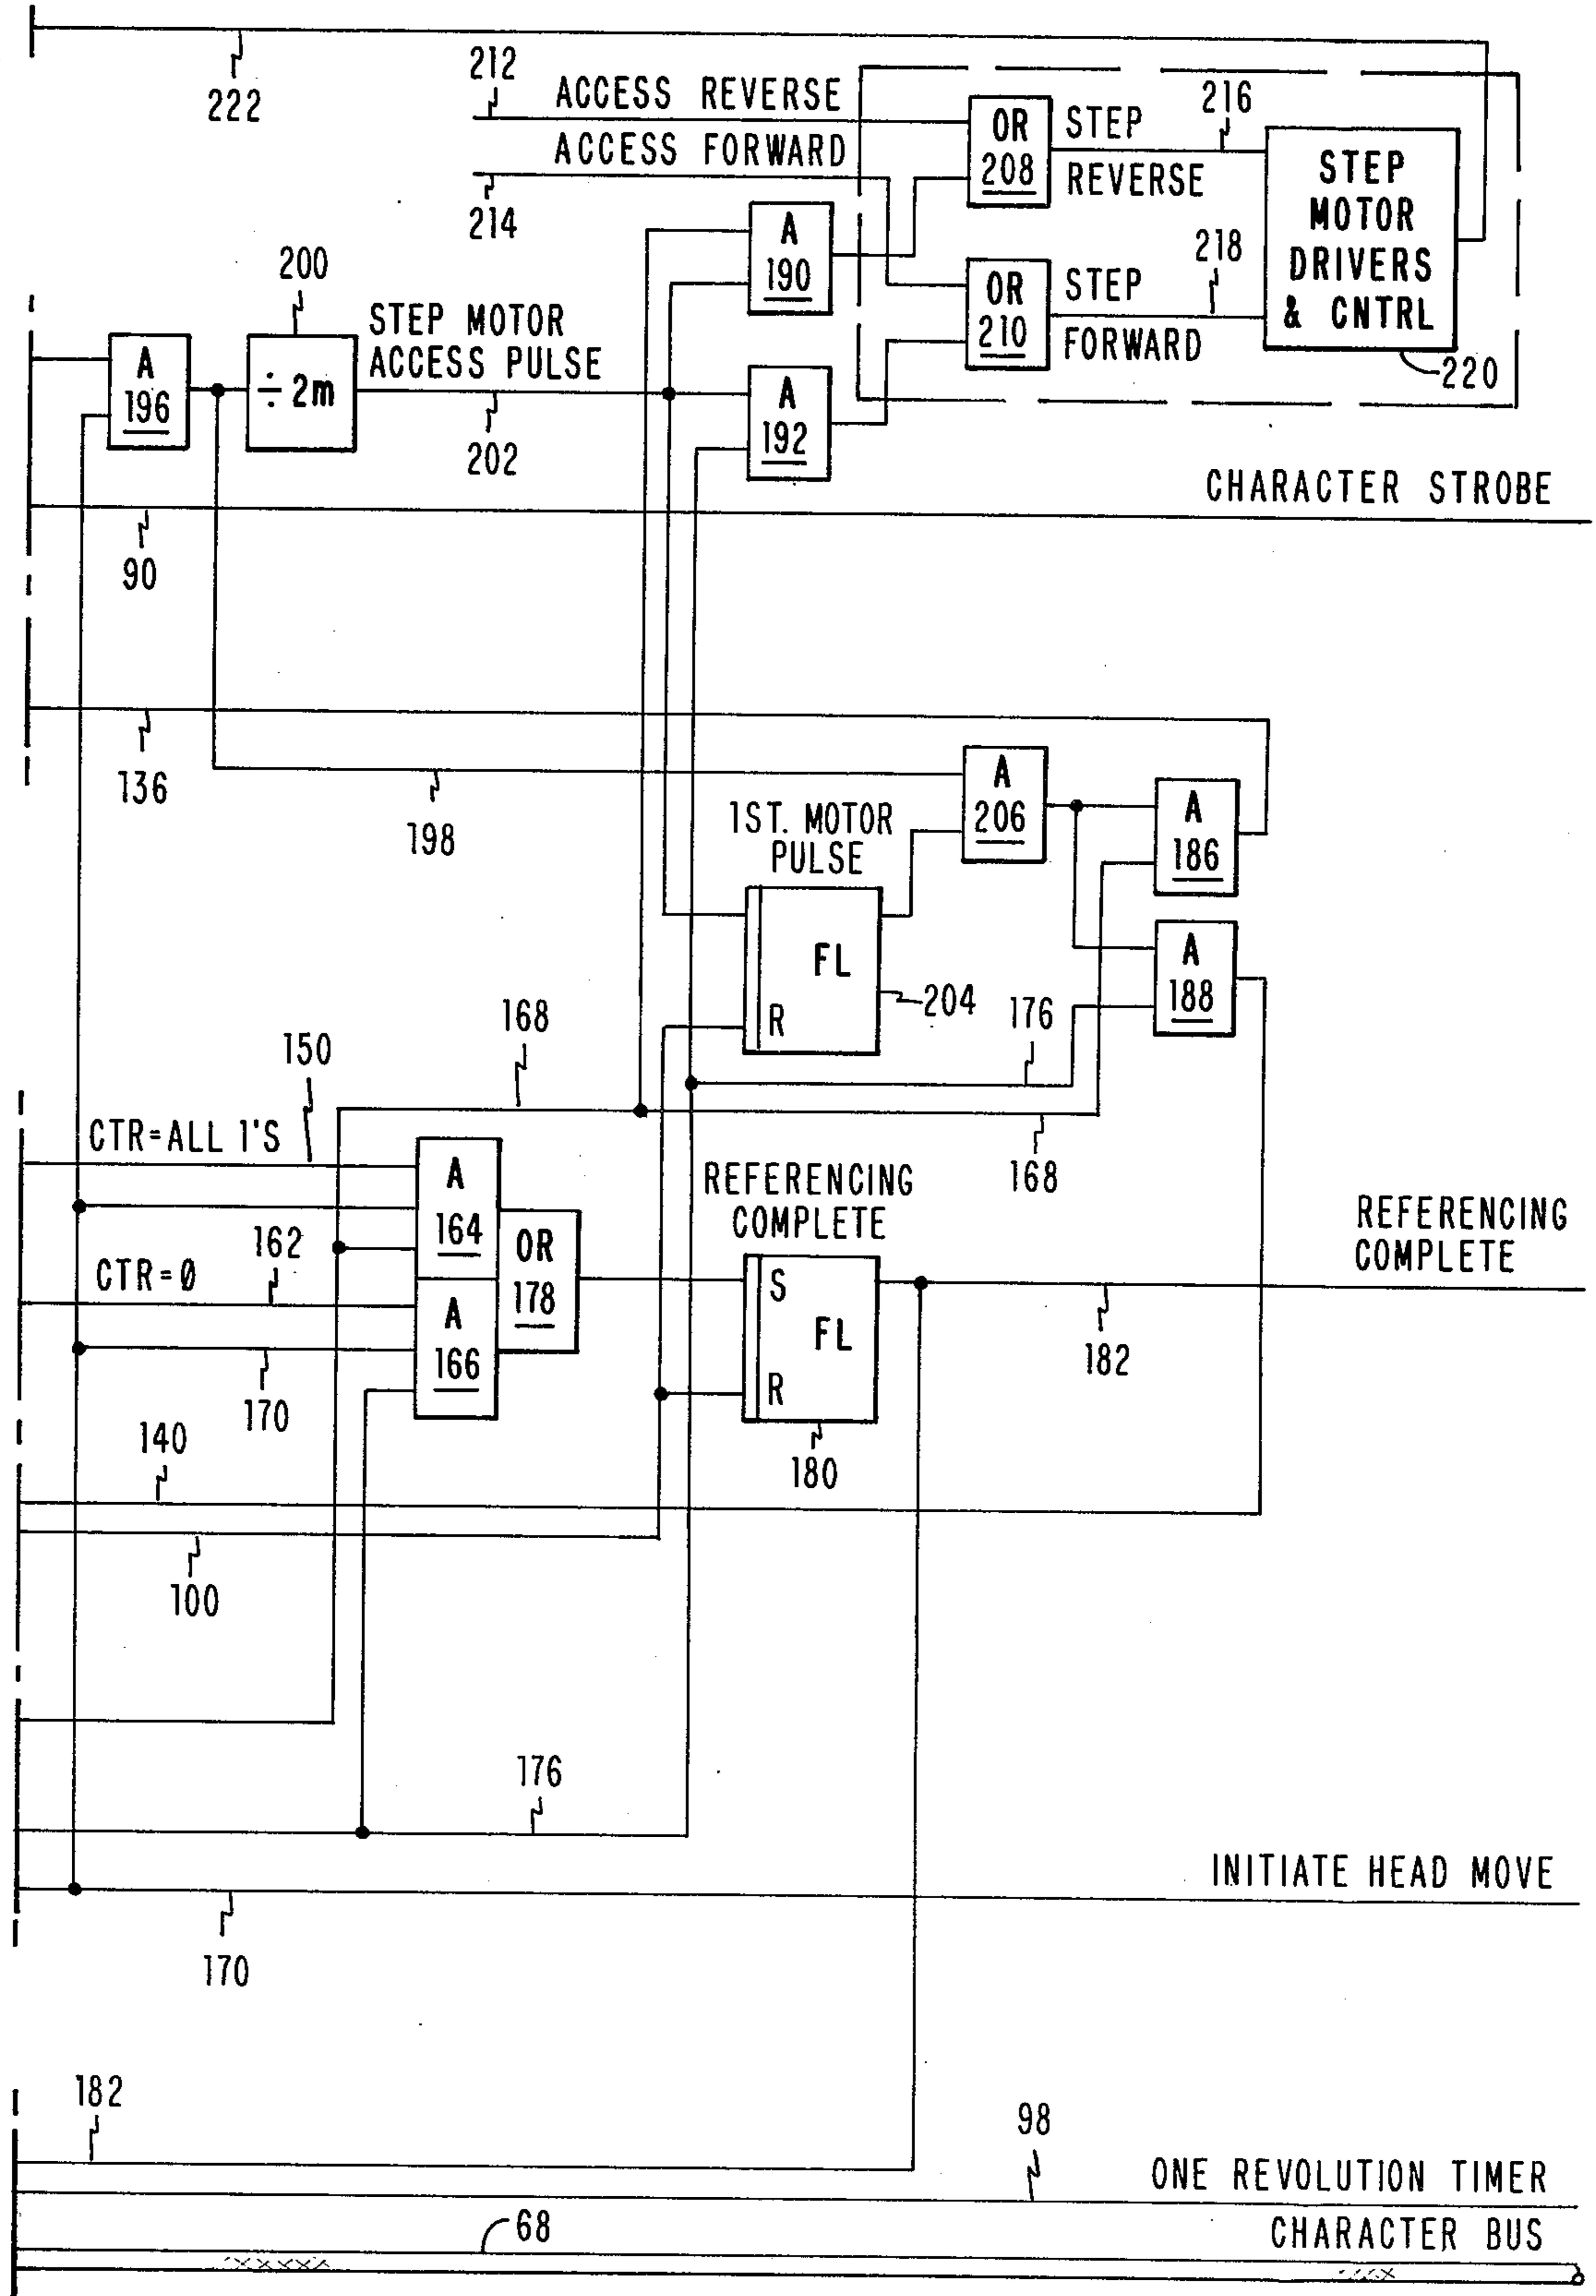 222
212
ACCESS REVERSE
ACCESS FORWARD
214
OR
208
STEP
REVERSE
216
STEP
MOTOR
DRIVERS
& CNTRL
220
A
190
OR
210
STEP
FORWARD
218
200
A
196
÷ 2m
STEP MOTOR
ACCESS PULSE
202
A
192
CHARACTER STROBE
90
136
198
1ST. MOTOR
PULSE
A
206
A
186
FL
R
204
A
188
176
168
150
168
CTR=ALL 1'S
A
164
OR
178
162
CTR=0
A
166
170
REFERENCING
COMPLETE
S
FL
R
180
REFERENCING
COMPLETE
182
140
100
176
INITIATE HEAD MOVE
170
182
98
ONE REVOLUTION TIMER
68
CHARACTER BUS